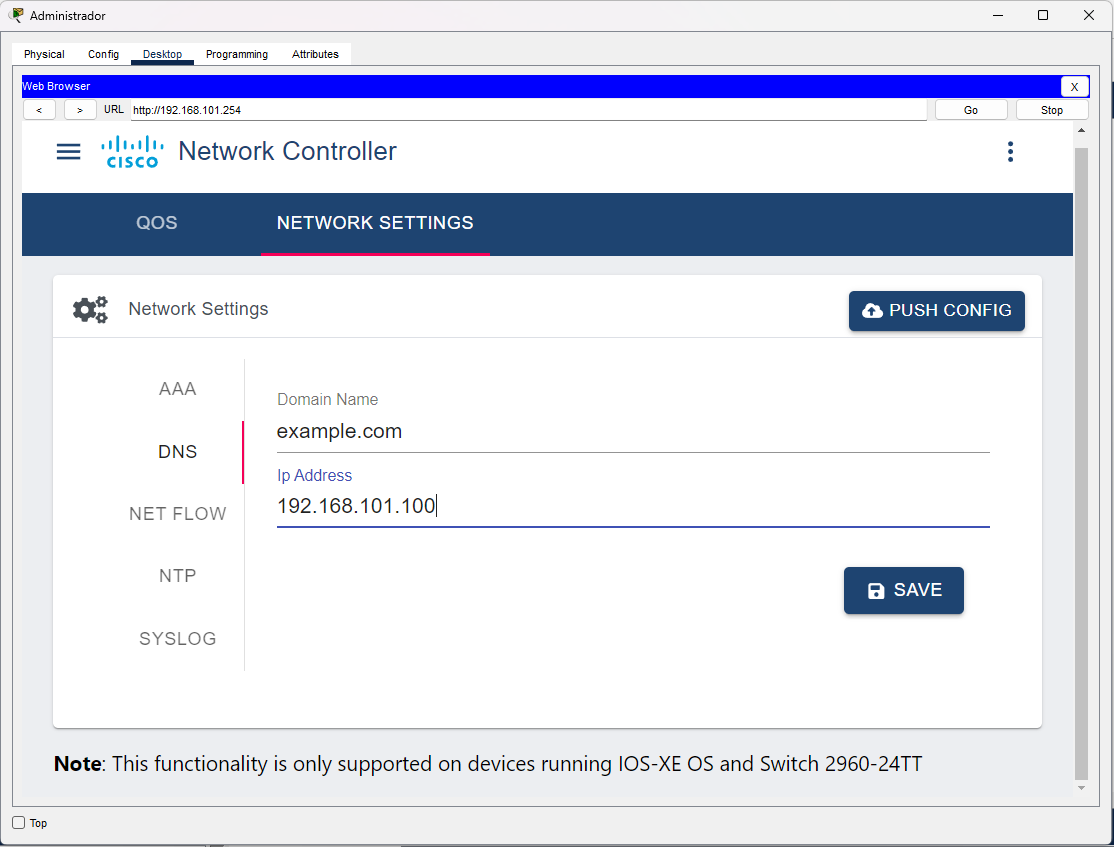 Administrador
Physical Config Desktop Programming Attributes
Web Browser X
< > URL http://192.168.101.254 Go Stop
CISCO Network Controller
QOS NETWORK SETTINGS
Network Settings PUSH CONFIG
AAA
Domain Name
example.com
DNS
Ip Address
192.168.101.100
NET FLOW
NTP
SAVE
SYSLOG
Note: This functionality is only supported on devices running IOS-XE OS and Switch 2960-24TT
Top